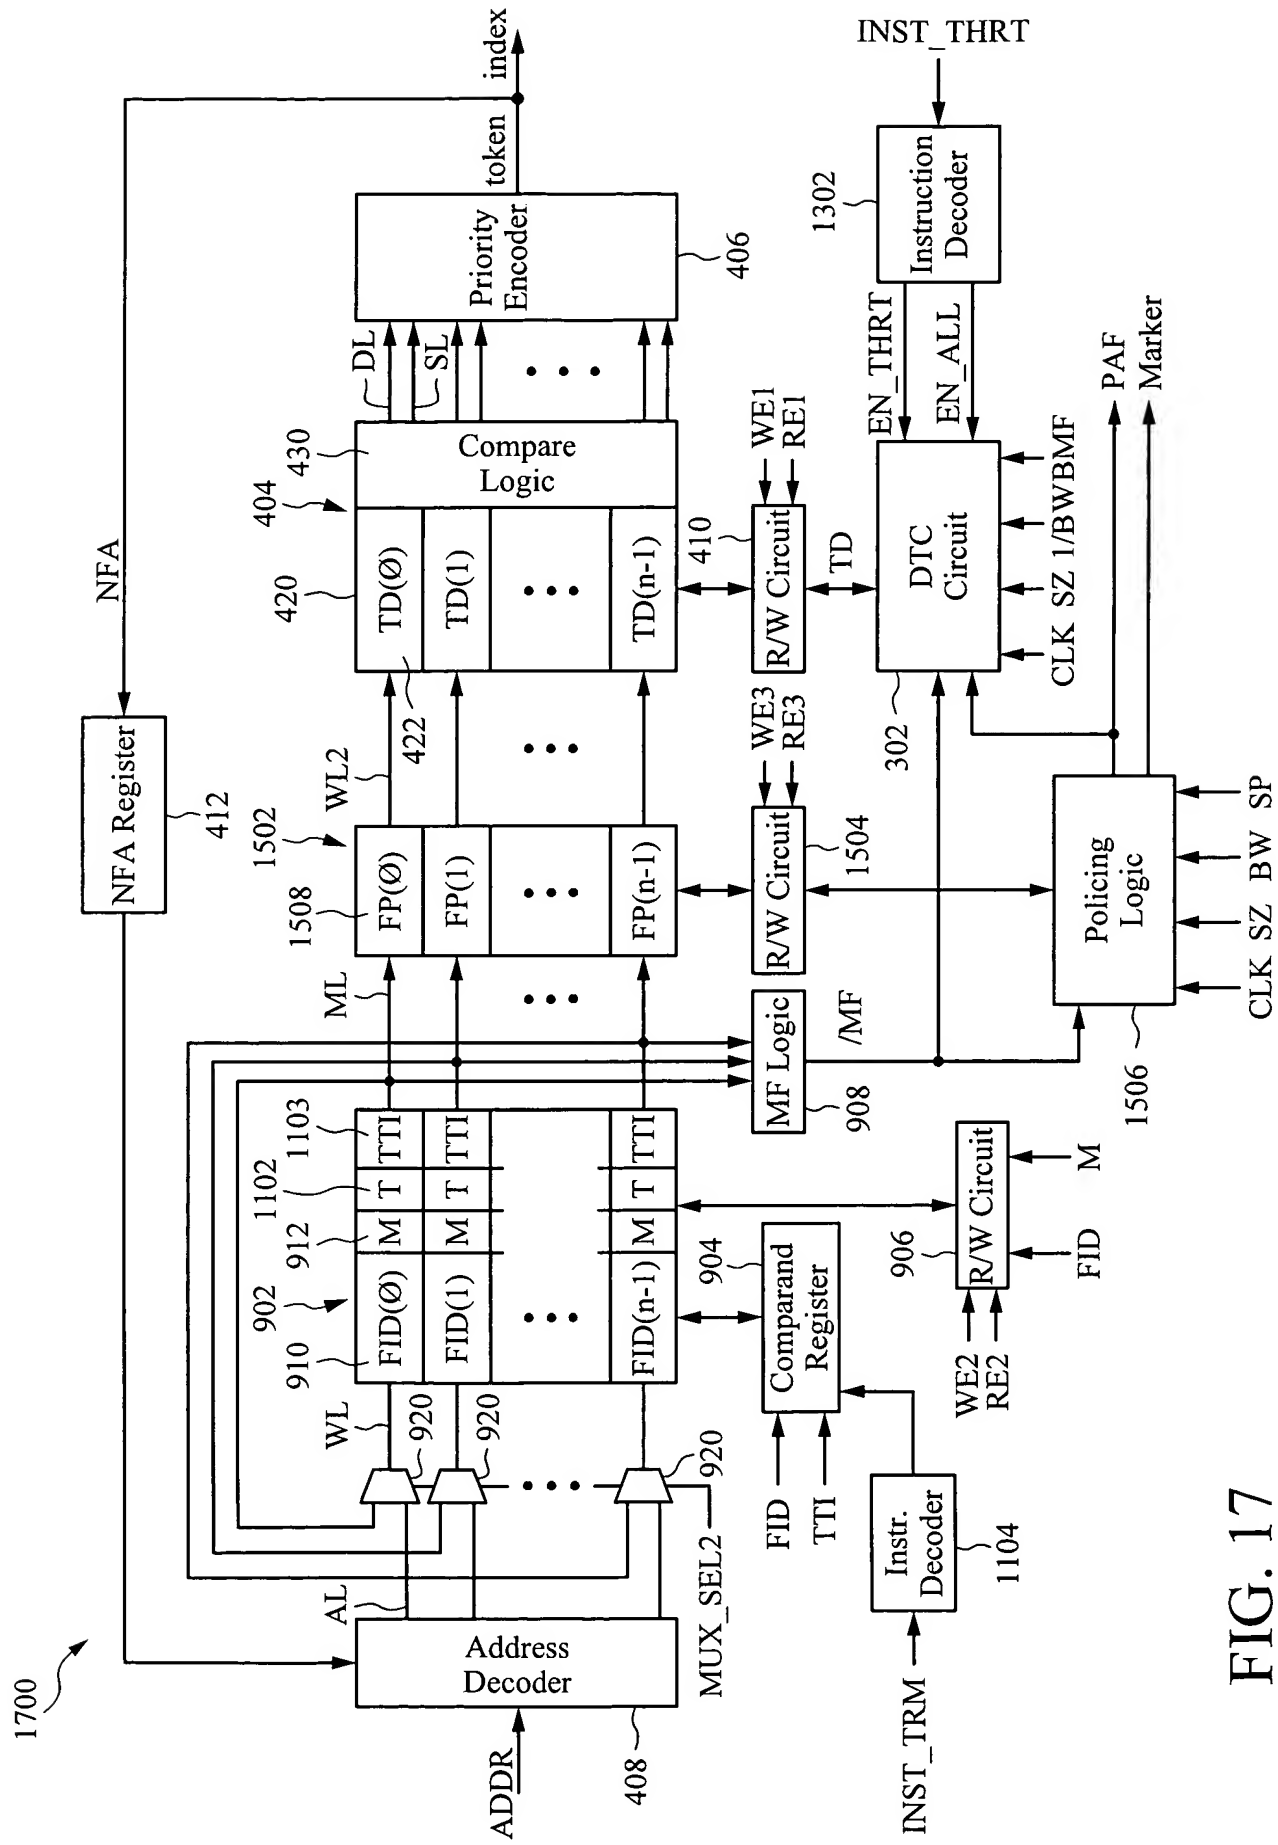 1700
NFA
NFA Register
412
ADDR
Address
Decoder
408
AL
MUX_SEL2
WL
920
920
920
910
902
912
1102
1103
FID(Ø) M T TTI
FID(1) M T TTI
FID(n-1) M T TTI
ML
1508
1502
FP(Ø)
FP(1)
FP(n-1)
WL2
422
420
404
430
TD(Ø)
TD(1)
TD(n-1)
Compare
Logic
DL
SL
Priority
Encoder
406
token
index
904
Comparand
Register
FID
TTI
MF Logic
908
/MF
R/W Circuit
1504
WE3
RE3
R/W Circuit
410
WE1
RE1
TD
INST_TRM
Instr.
Decoder
1104
906
R/W Circuit
WE2
RE2
FID
M
302
DTC
Circuit
CLK SZ 1/BWBMF
EN_THRT
EN_ALL
1302
Instruction
Decoder
INST_THRT
1506
Policing
Logic
CLK SZ BW SP
PAF
Marker
FIG. 17